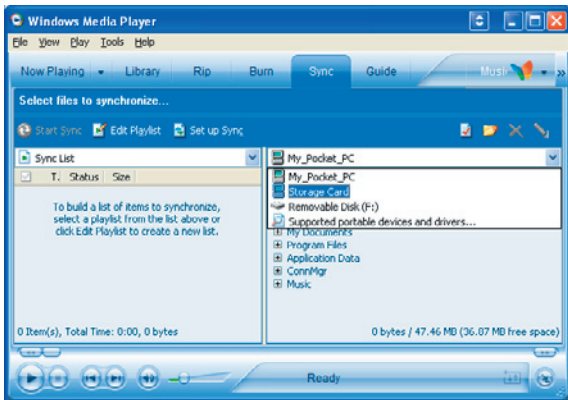 Windows Media Player
File View Play Tools Help
Now Playing Library Rip Burn Sync Guide Music
Select files to synchronize...
Start Sync Edit Playlist Set up Sync
Sync List
My_Pocket_PC
T. Status Size
My_Pocket_PC
Storage Card
Removable Disk (F:)
Supported portable devices and drivers...
To build a list of items to synchronize,
select a playlist from the list above or
click Edit Playlist to create a new list.
My Documents
Program Files
Application Data
ConnMgr
Music
0 Item(s), Total Time: 0:00, 0 bytes
0 bytes / 47.46 MB (36.87 MB free space)
Ready